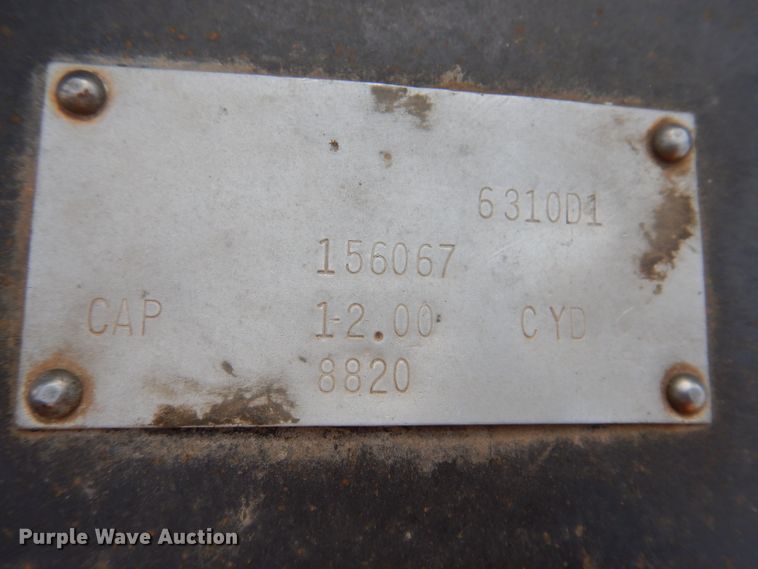 6310D1
156067
CAP 12.00 CYD
8820
Purple Wave Auction